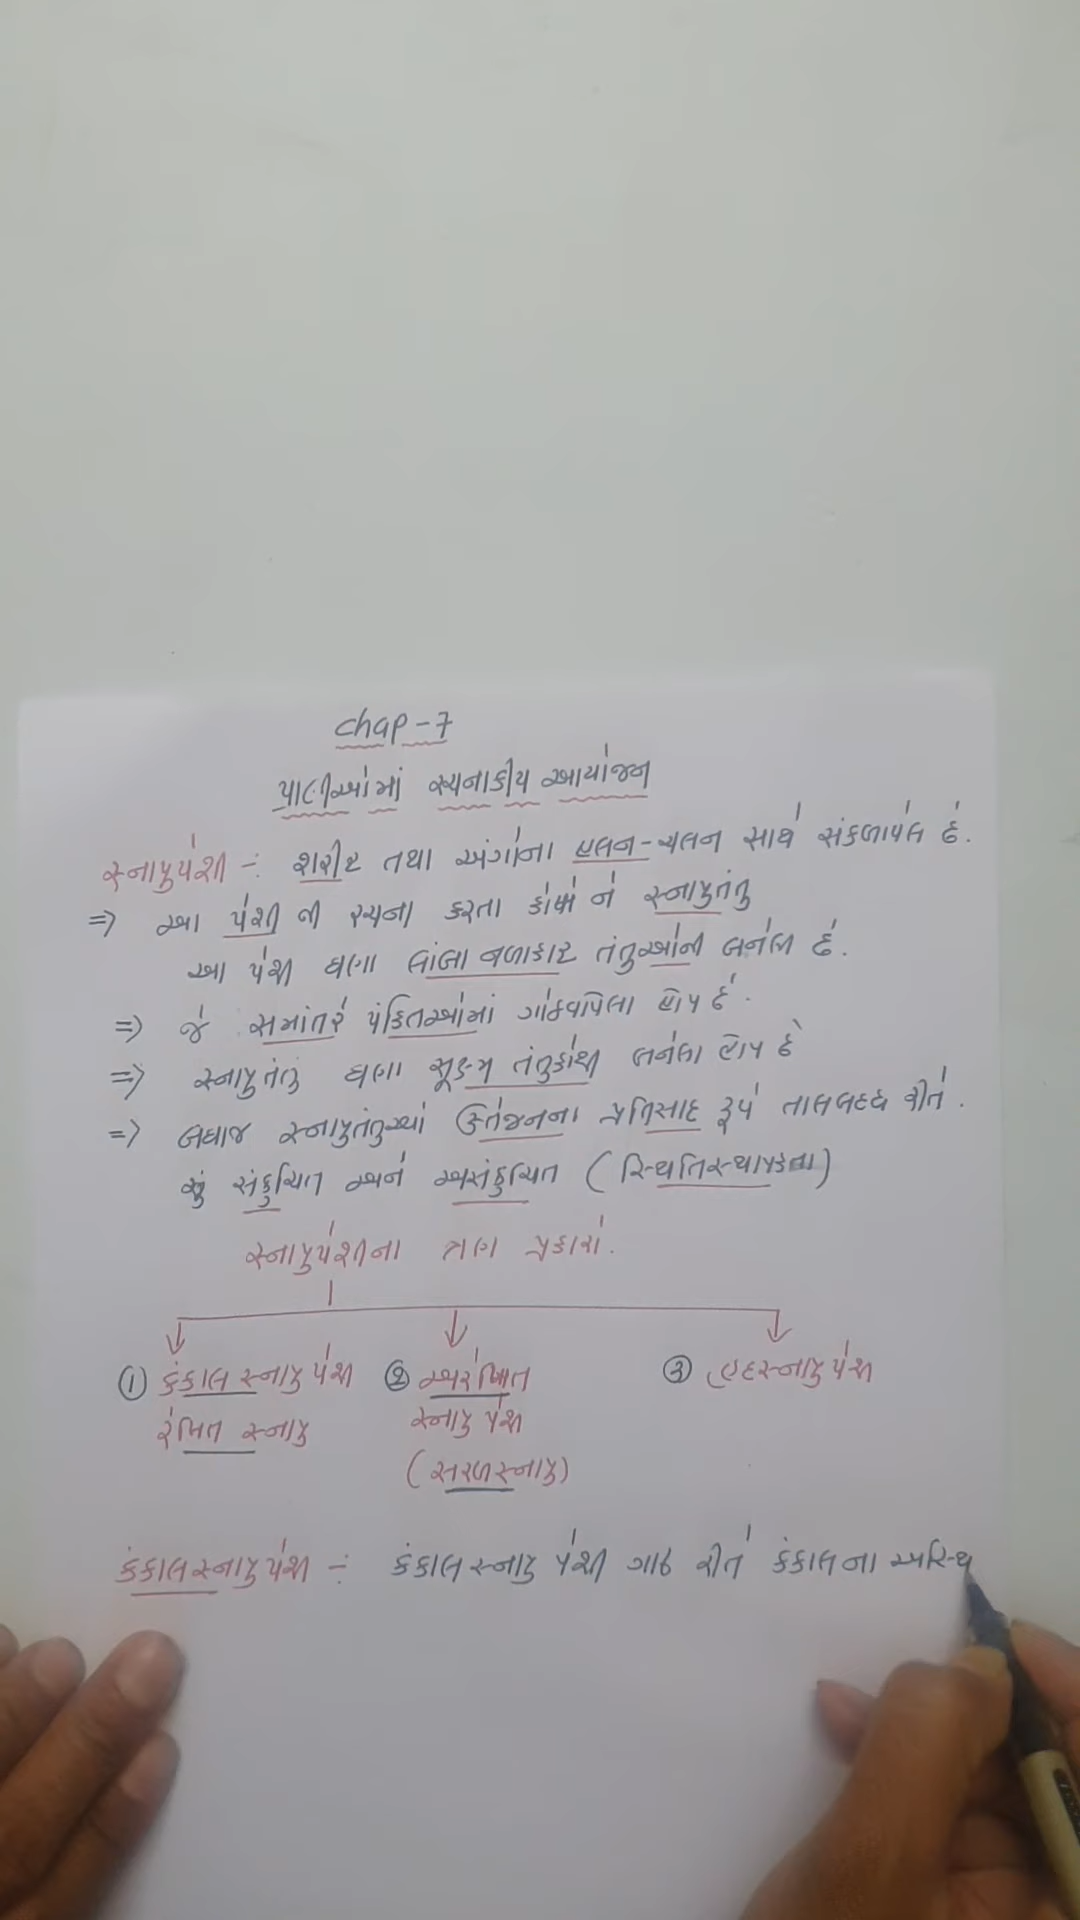 Chap-7
પ્રાણીઓમાં રચનાકીય આયોજન
સ્નાયુપેશી :- શરીર તથા અંગોના હલન-ચલન સાથે સંકળાયેલ છે.
=> આ પેશી ની રચના કરતા કોષો ને સ્નાયુતંતુ
આ પેશી ઘણા લાંબા નળાકાર તંતુઓની બનેલી છે.
=> જે સમાંતરે પંક્તિઓમાં ગોઠવાયેલા હોય છે.
=> સ્નાયુતંતુ ઘણા સૂક્ષ્મ તંતુકોથી બનેલા હોય છે
=> બધાજ સ્નાયુતંતુઓ ઉત્તેજનના પ્રતિસાદ રૂપે તાલબદ્ધ રીતે.
સંકુચિત અને અસંકુચિત (સ્થિતિસ્થાપકતા)
સ્નાયુપેશીના ત્રણ પ્રકારો.
① કંકાલ સ્નાયુ પેશી ② અરેખિત ③ હૃદસ્નાયુ પેશી
રેખિત સ્નાયુ સ્નાયુ પેશી
(સરળસ્નાયુ)
કંકાલસ્નાયુ પેશી :- કંકાલ સ્નાયુ પેશી ગાઢ રીતે કંકાલના અસ્થિ